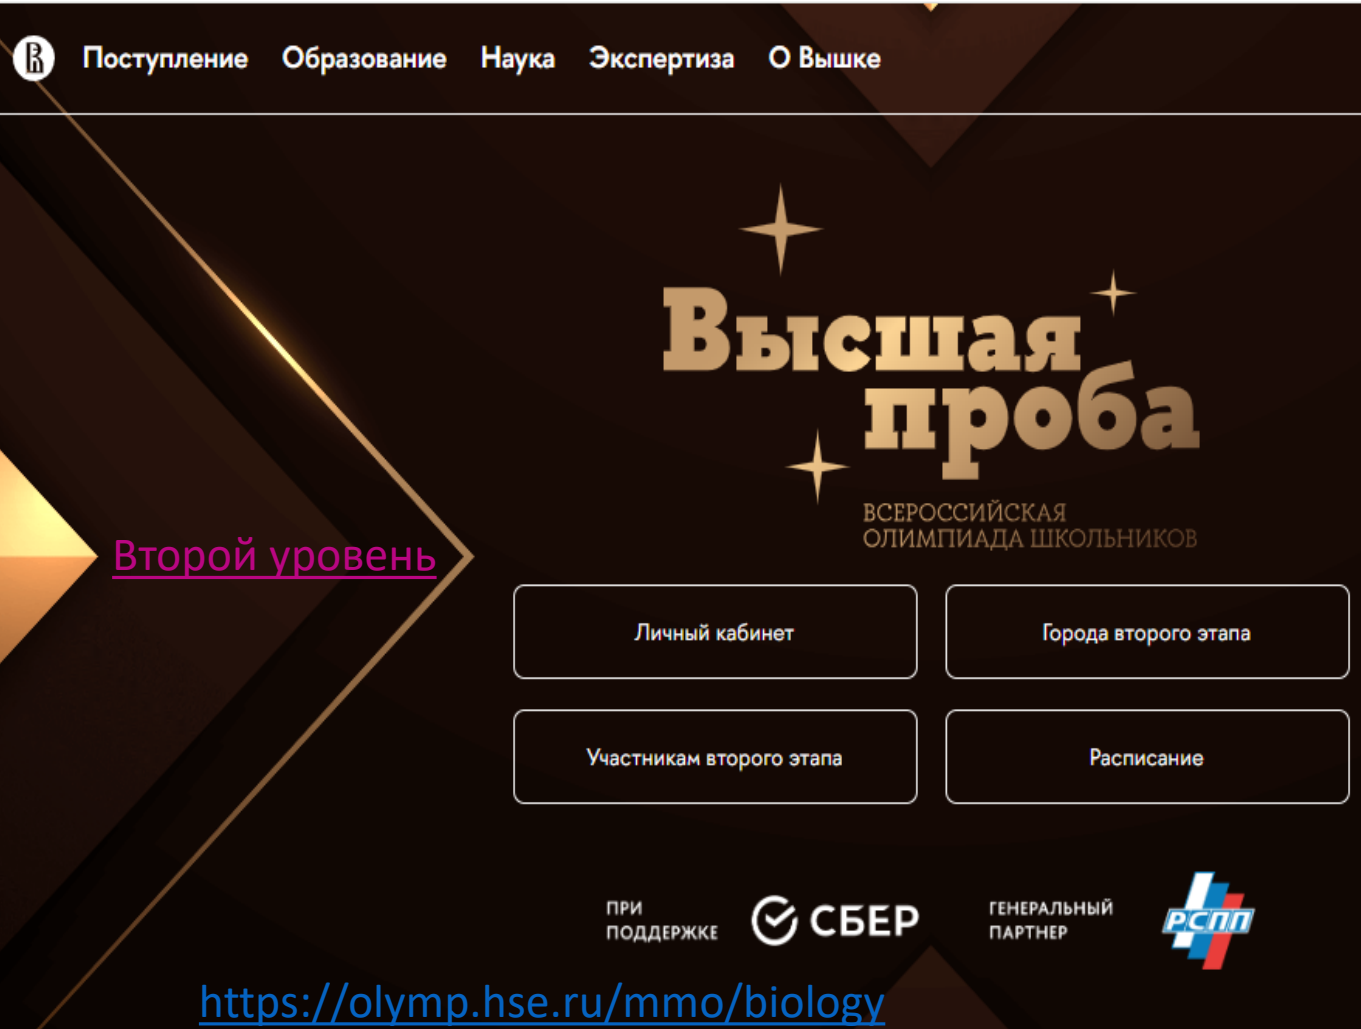 Поступление Образование Наука Экспертиза О Вышке
Высшая
проба
ВСЕРОССИЙСКАЯ
ОЛИМПИАДА ШКОЛЬНИКОВ
Второй уровень
Личный кабинет
Города второго этапа
Участникам второго этапа
Расписание
ПРИ
ПОДДЕРЖКЕ
СБЕР
ГЕНЕРАЛЬНЫЙ
ПАРТНЕР
РСПП
https://olymp.hse.ru/mmo/biology